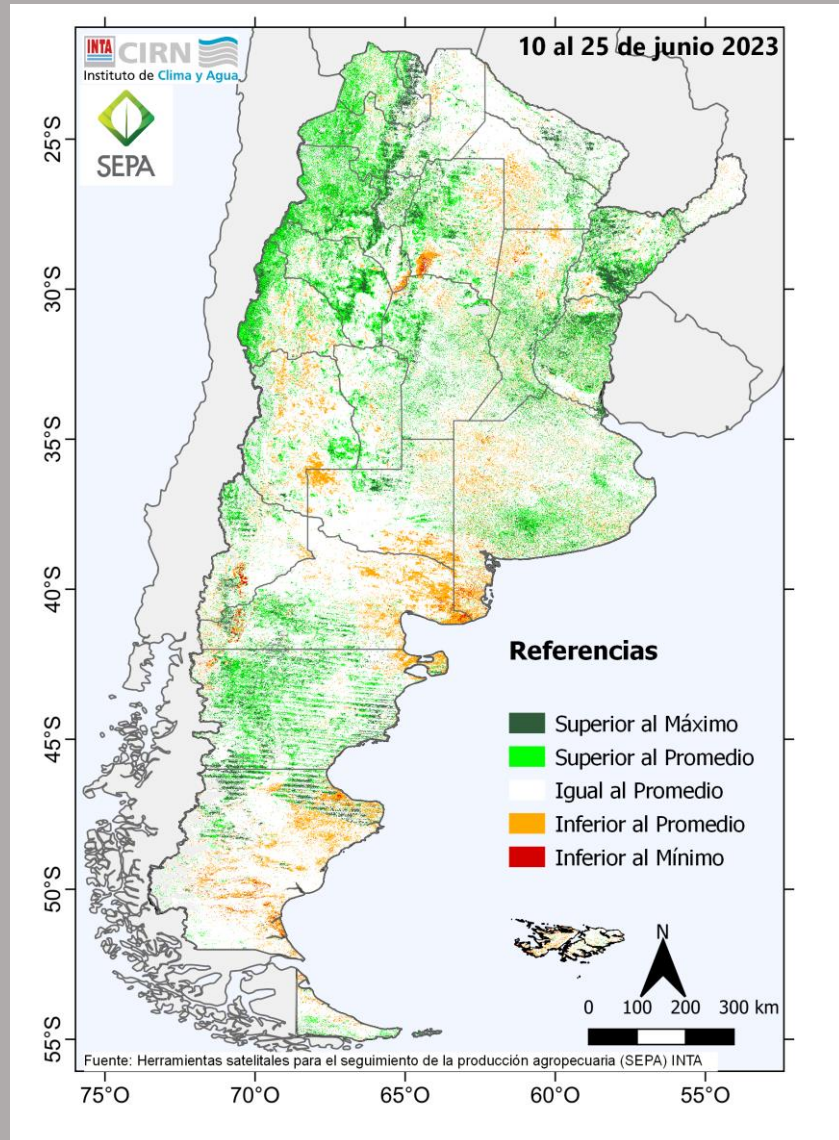 INTA CIRN
Instituto de Clima y Agua
SEPA
10 al 25 de junio 2023
25°S
30°S
35°S
40°S
45°S
50°S
55°S
Referencias
Superior al Máximo
Superior al Promedio
Igual al Promedio
Inferior al Promedio
Inferior al Mínimo
N
0 100 200 300 km
Fuente: Herramientas satelitales para el seguimiento de la producción agropecuaria (SEPA) INTA
75°O 70°O 65°O 60°O 55°O